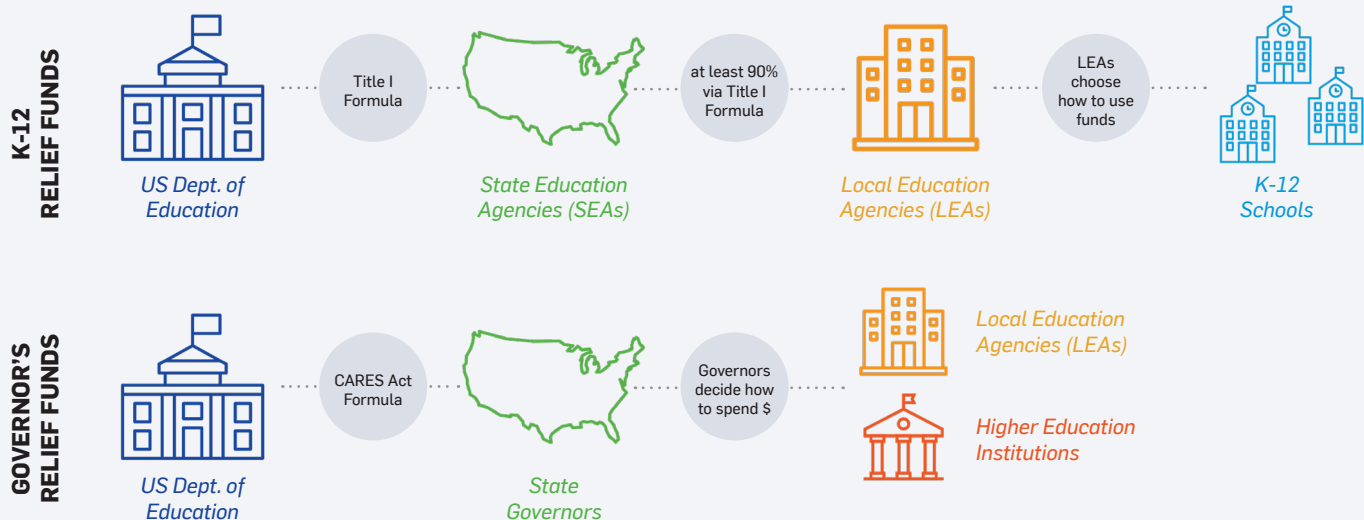 K-12
RELIEF FUNDS
Title I
Formula
at least 90%
via Title I
Formula
LEAs
choose
how to use
funds
US Dept. of
Education
State Education
Agencies (SEAs)
Local Education
Agencies (LEAs)
K-12
Schools
GOVERNOR'S
RELIEF FUNDS
CARES Act
Formula
Governors
decide how
to spend $
Local Education
Agencies (LEAs)
Higher Education
Institutions
US Dept. of
Education
State
Governors